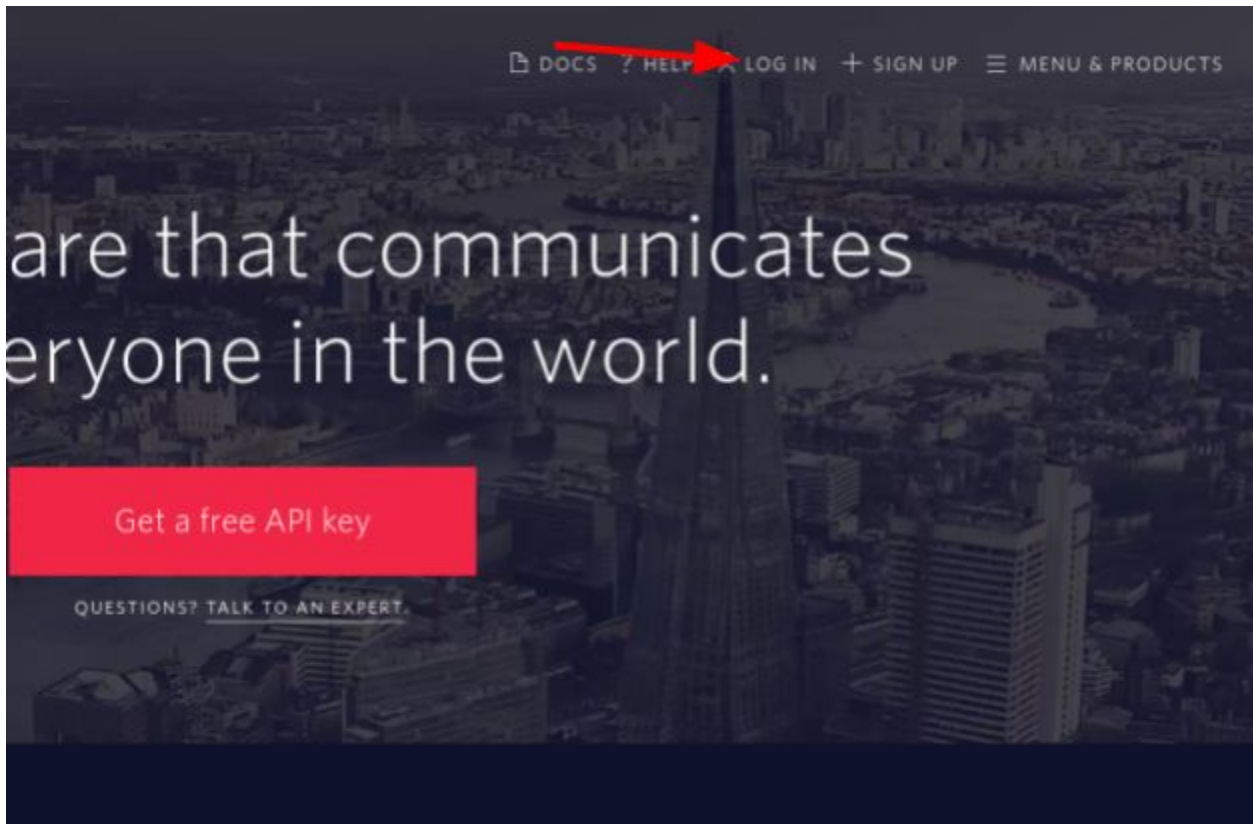 DOCS ? HELP LOG IN + SIGN UP MENU & PRODUCTS
are that communicates
eryone in the world.
Get a free API key
QUESTIONS? TALK TO AN EXPERT.